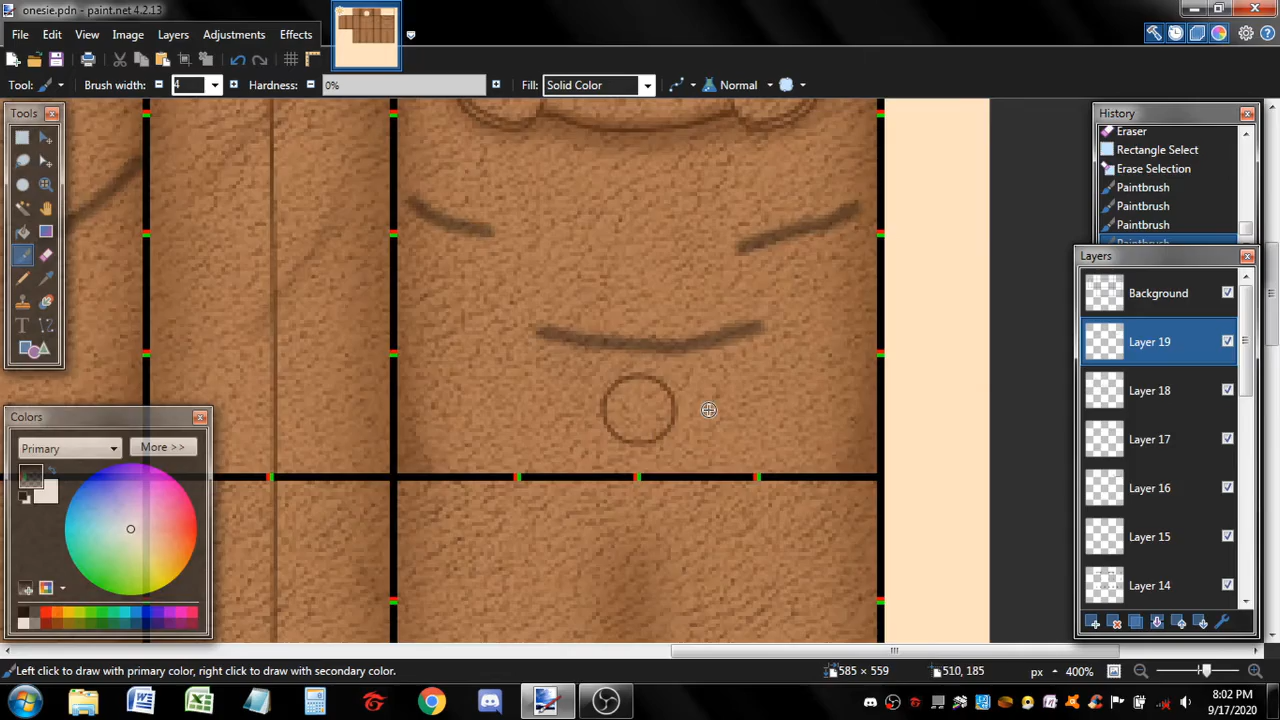 onesie.pdn - paint.net 4.2.13
File Edit View Image Layers Adjustments Effects
Tool: Brush width: 4 Hardness: 0% Fill: Solid Color Normal
Tools
History
Eraser
Rectangle Select
Erase Selection
Paintbrush
Paintbrush
Paintbrush
Paintbrush
Layers
Background
Layer 19
Layer 18
Layer 17
Layer 16
Layer 15
Layer 14
Colors
Primary More >>
Left click to draw with primary color, right click to draw with secondary color. 585 × 559 510, 185 px 400%
8:02 PM
9/17/2020